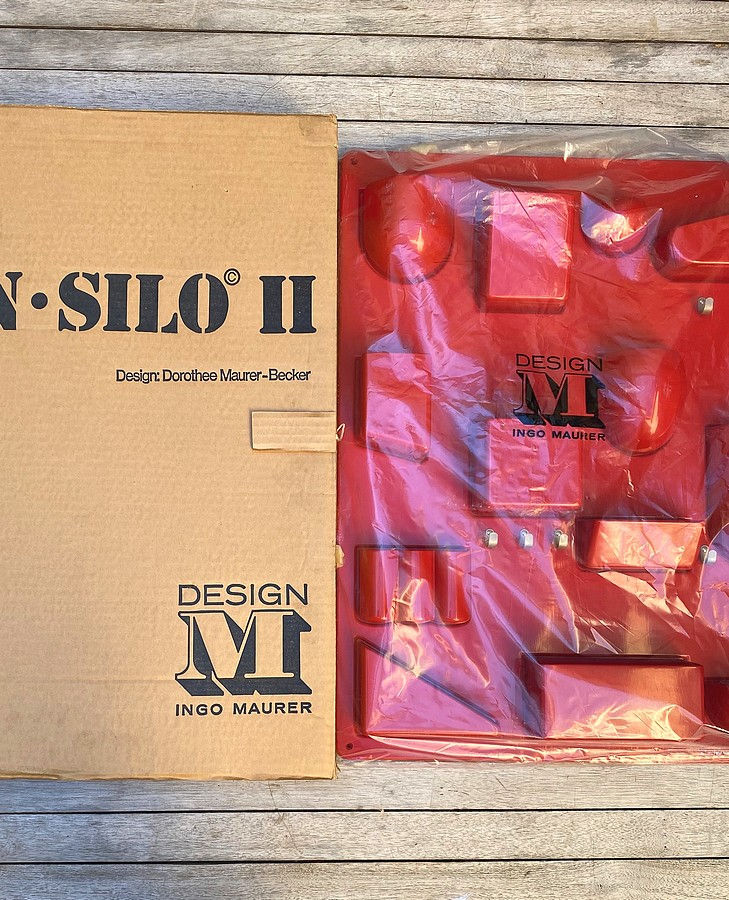 N•SILO© II
Design: Dorothee Maurer-Becker
DESIGN
M
INGO MAURER
DESIGN
M
INGO MAURER